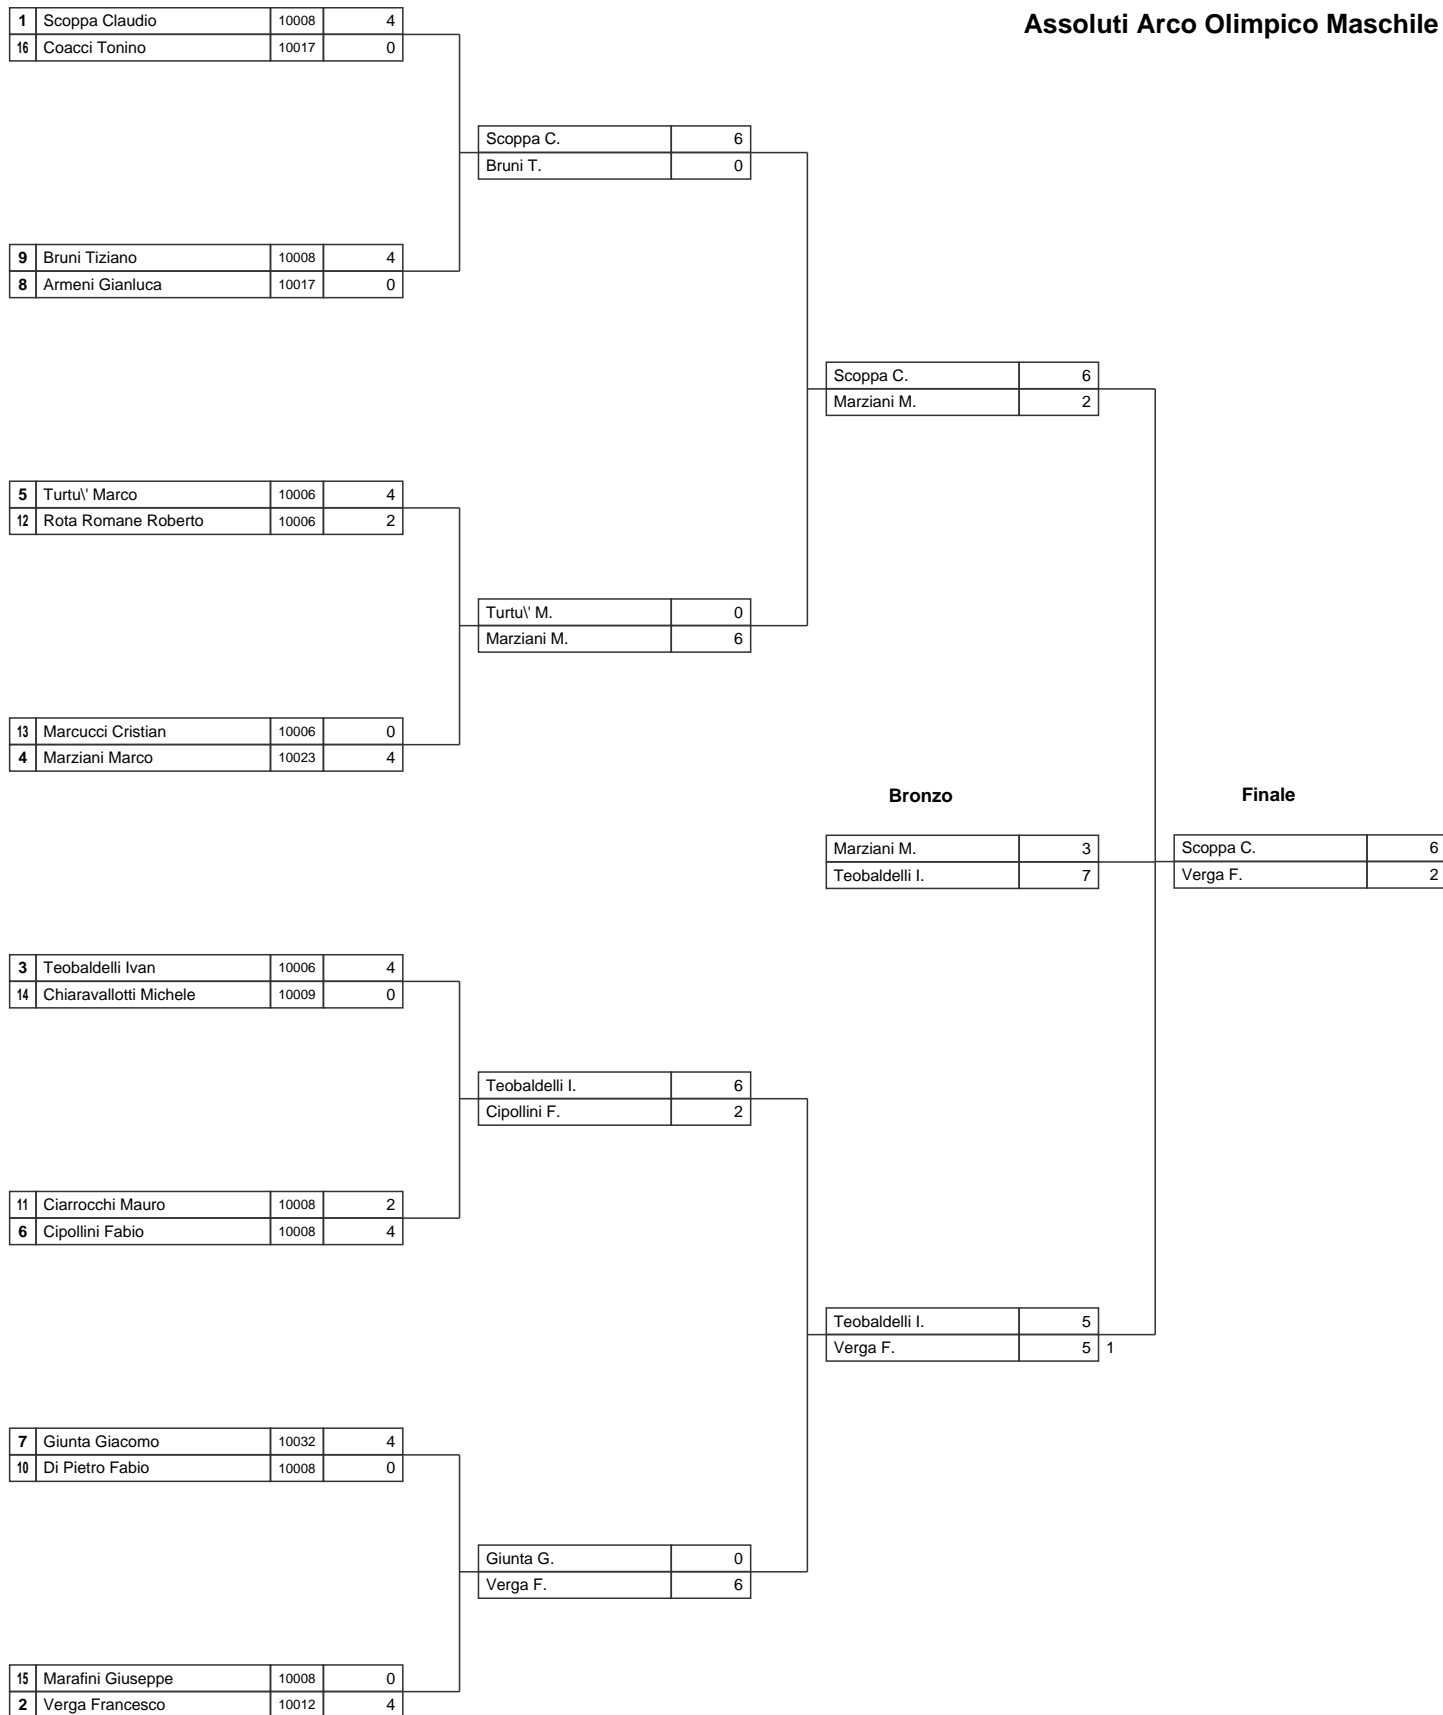 Assoluti Arco Olimpico Maschile
1 Scoppa Claudio 10008 4
16 Coacci Tonino 10017 0
Scoppa C. 6
Bruni T. 0
9 Bruni Tiziano 10008 4
8 Armeni Gianluca 10017 0
Scoppa C. 6
Marziani M. 2
5 Turtu\' Marco 10006 4
12 Rota Romane Roberto 10006 2
Turtu\' M. 0
Marziani M. 6
13 Marcucci Cristian 10006 0
4 Marziani Marco 10023 4
Bronzo Finale
Marziani M. 3 Scoppa C. 6
Teobaldelli I. 7 Verga F. 2
3 Teobaldelli Ivan 10006 4
14 Chiaravallotti Michele 10009 0
Teobaldelli I. 6
Cipollini F. 2
11 Ciarrocchi Mauro 10008 2
6 Cipollini Fabio 10008 4
Teobaldelli I. 5
Verga F. 5 1
7 Giunta Giacomo 10032 4
10 Di Pietro Fabio 10008 0
Giunta G. 0
Verga F. 6
15 Marafini Giuseppe 10008 0
2 Verga Francesco 10012 4